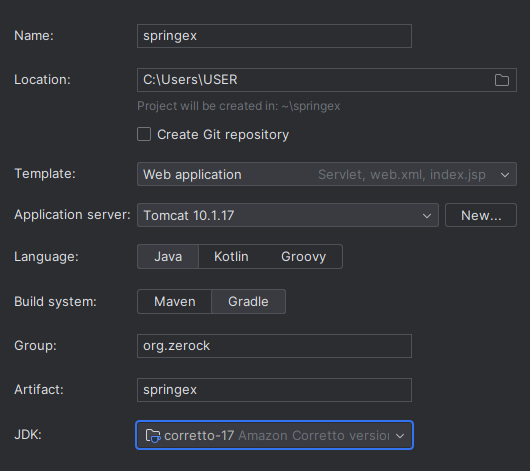 Name: springex
Location: C:\Users\USER
Project will be created in: ~\springex
Create Git repository
Template: Web application Servlet, web.xml, index.jsp
Application server: Tomcat 10.1.17 New...
Language: Java Kotlin Groovy
Build system: Maven Gradle
Group: org.zerock
Artifact: springex
JDK: corretto-17 Amazon Corretto version